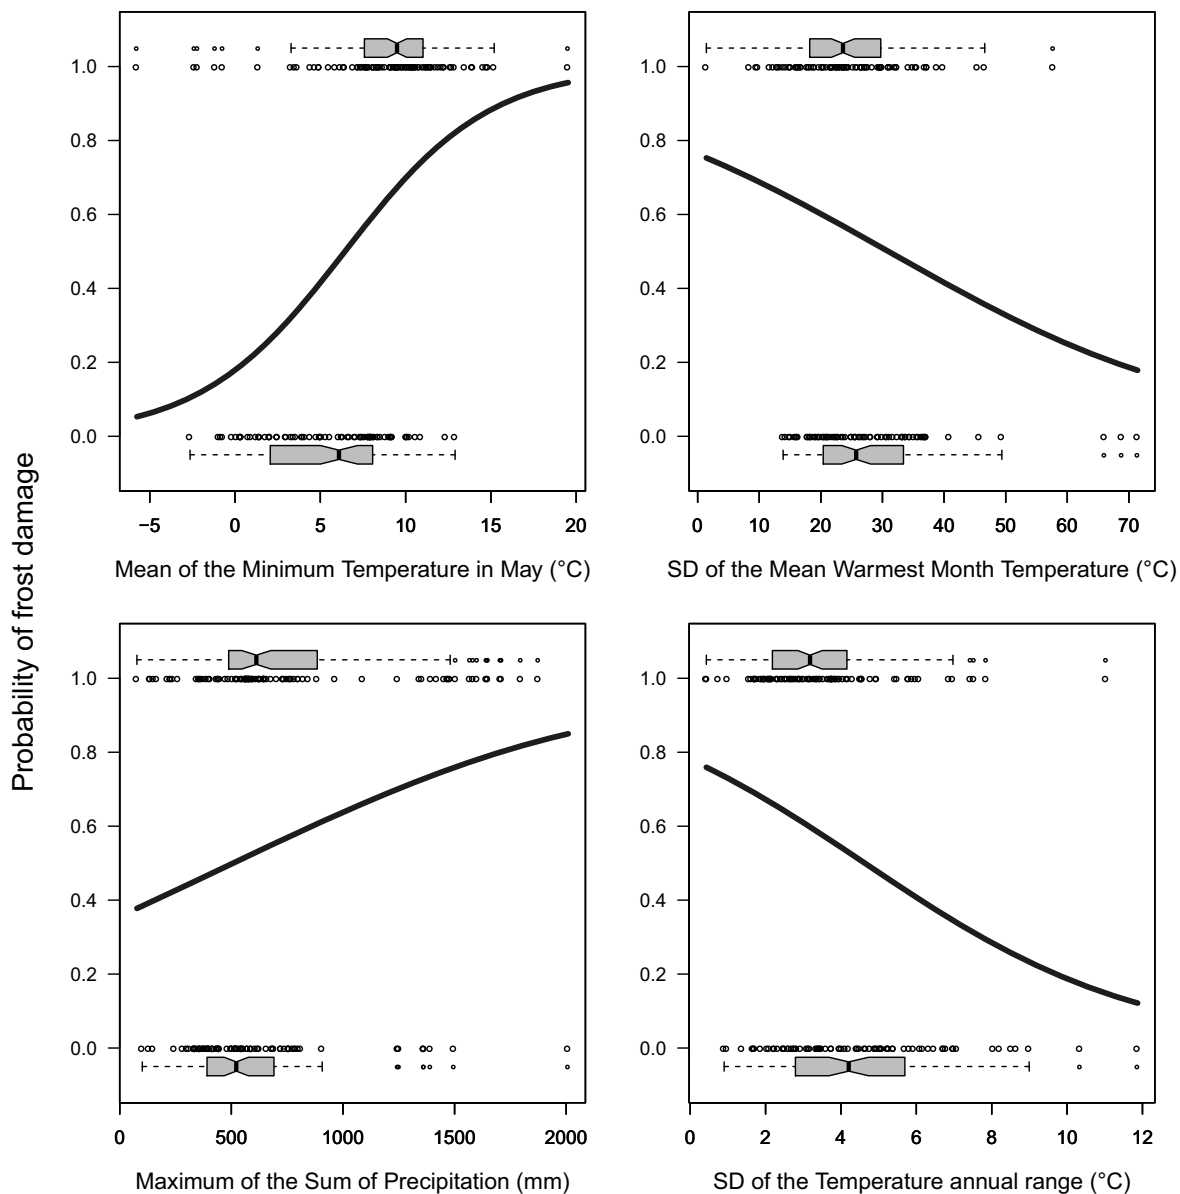 Probability of frost damage
1.0
0.8
0.6
0.4
0.2
0.0
−5 0 5 10 15 20
Mean of the Minimum Temperature in May (°C)
1.0
0.8
0.6
0.4
0.2
0.0
0 10 20 30 40 50 60 70
SD of the Mean Warmest Month Temperature (°C)
1.0
0.8
0.6
0.4
0.2
0.0
0 500 1000 1500 2000
Maximum of the Sum of Precipitation (mm)
1.0
0.8
0.6
0.4
0.2
0.0
0 2 4 6 8 10 12
SD of the Temperature annual range (°C)